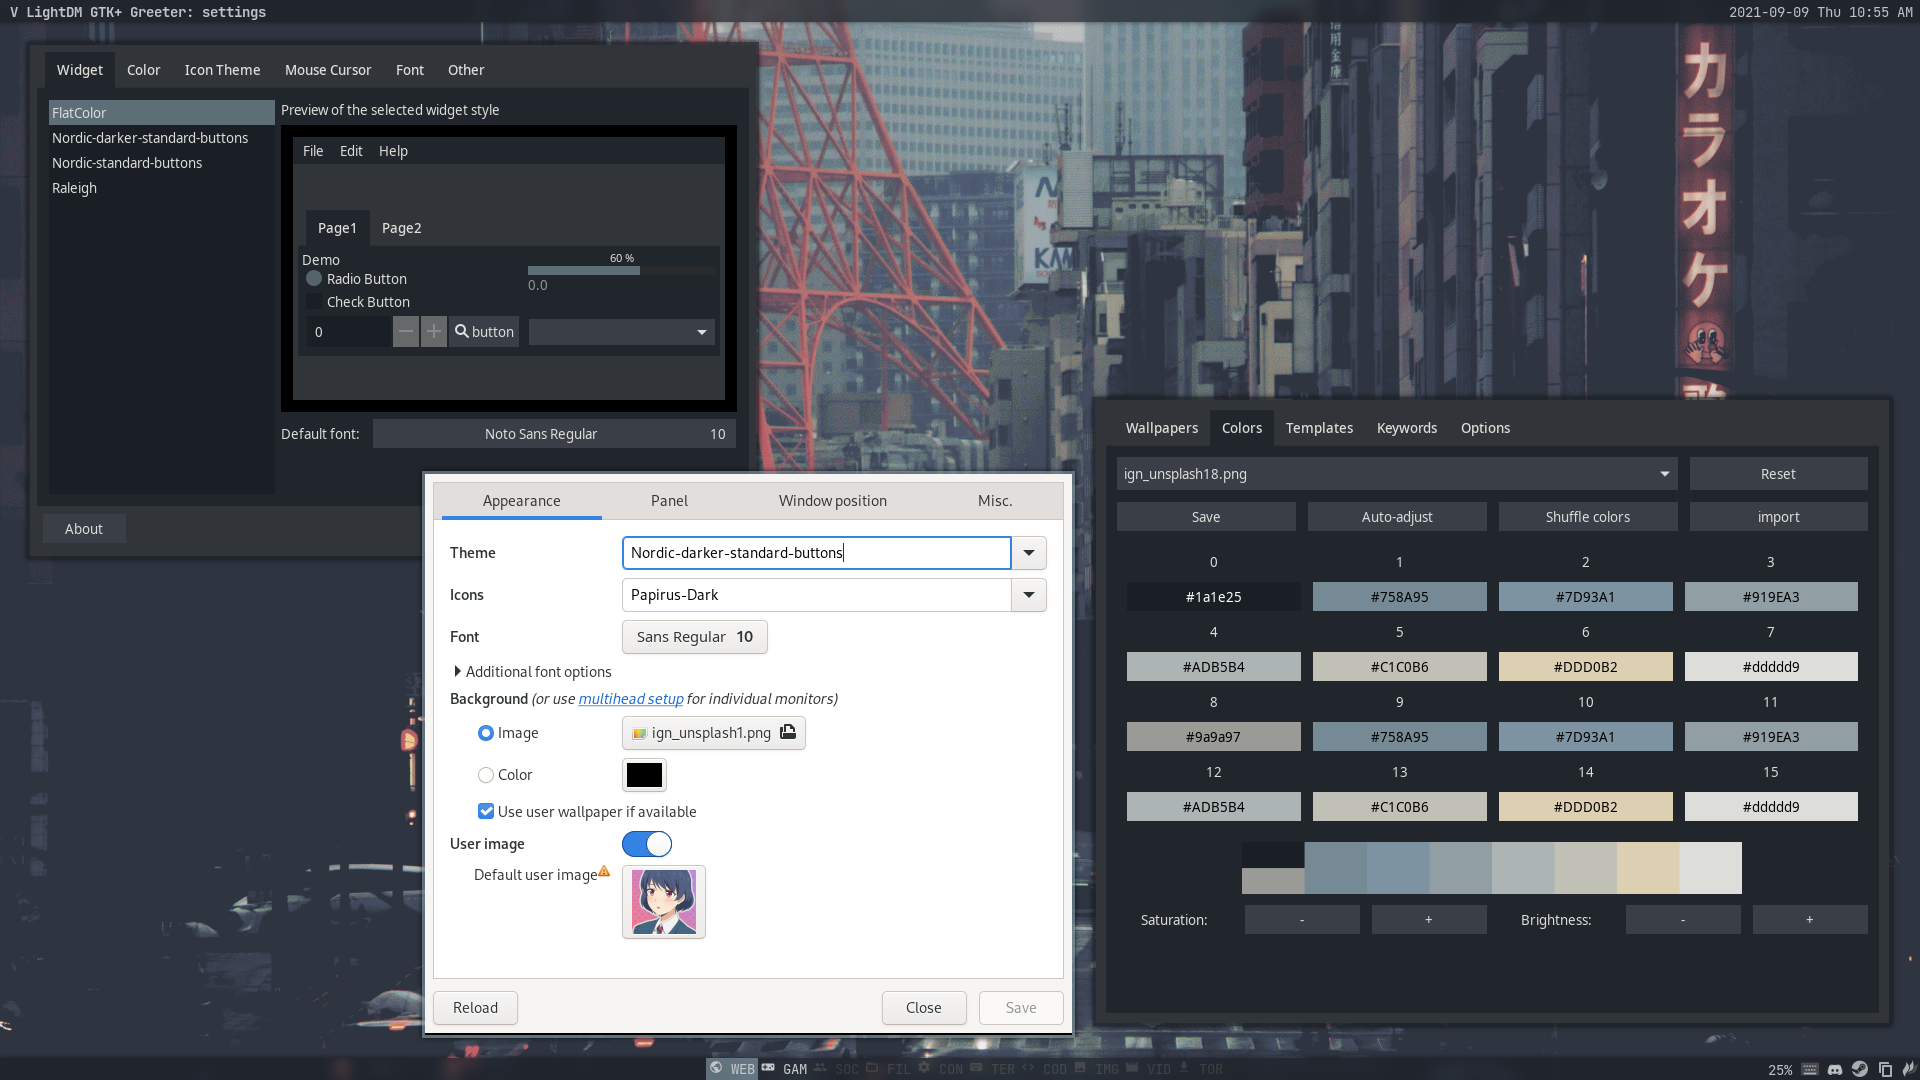 V LightDM GTK+ Greeter: settings
2021-09-09 Thu 10:55 AM
Widget Color Icon Theme Mouse Cursor Font Other
FlatColor
Nordic-darker-standard-buttons
Nordic-standard-buttons
Raleigh
Preview of the selected widget style
File Edit Help
Page1 Page2
Demo
Radio Button
Check Button
60 %
0.0
0
button
Default font:
Noto Sans Regular 10
About
カラオケ
Appearance Panel Window position Misc.
Theme Nordic-darker-standard-buttons
Icons Papirus-Dark
Font Sans Regular 10
Additional font options
Background (or use multihead setup for individual monitors)
Image ign_unsplash1.png
Color
Use user wallpaper if available
User image
Default user image
Reload Close Save
Wallpapers Colors Templates Keywords Options
ign_unsplash18.png Reset
Save Auto-adjust Shuffle colors import
0 1 2 3
#1a1e25 #758A95 #7D93A1 #919EA3
4 5 6 7
#ADB5B4 #C1C0B6 #DDD0B2 #ddddd9
8 9 10 11
#9a9a97 #758A95 #7D93A1 #919EA3
12 13 14 15
#ADB5B4 #C1C0B6 #DDD0B2 #ddddd9
Saturation: - + Brightness: - +
WEB GAM SOC FIL CON TER COD IMG VID TOR
25%